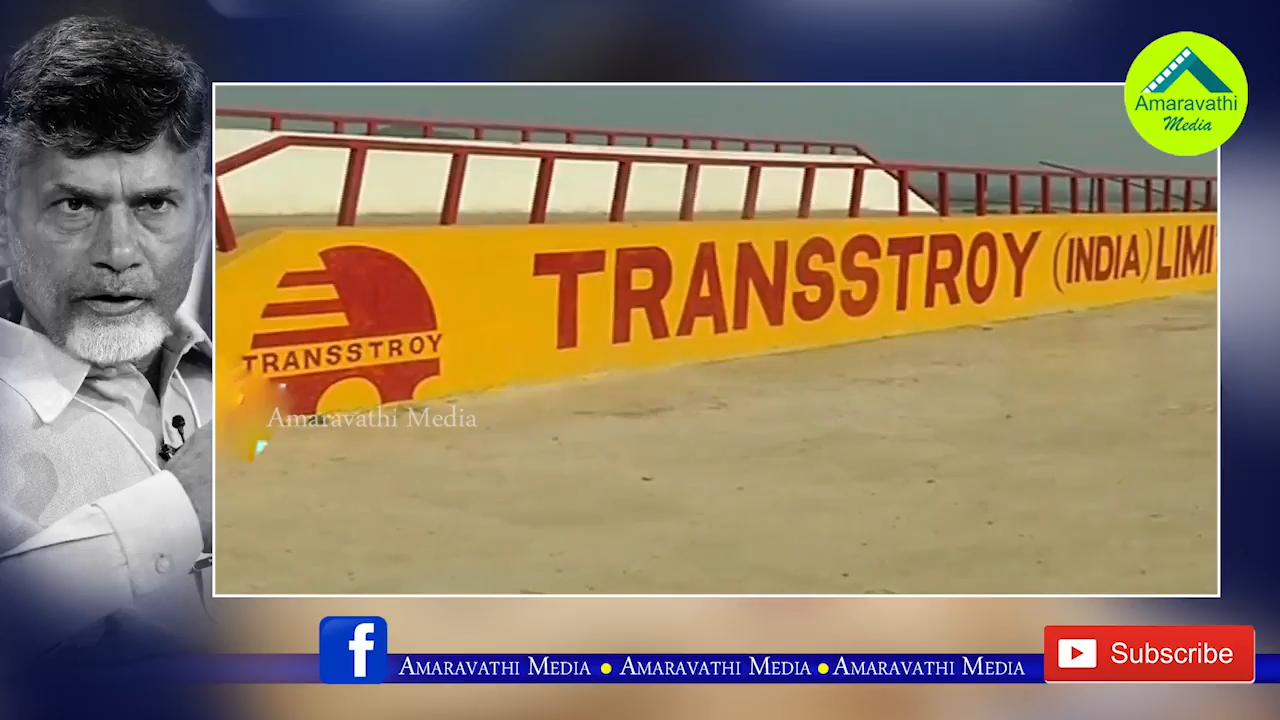 Amaravathi
Media
TRANSSTROY (INDIA) LIMI
TRANSSTROY
Amaravathi Media
f
AMARAVATHI MEDIA ● AMARAVATHI MEDIA ● AMARAVATHI MEDIA
Subscribe